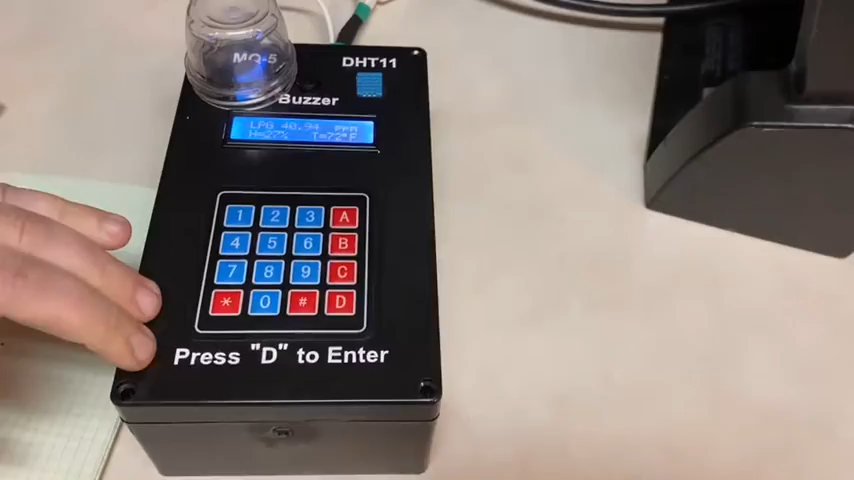 MQ-5
DHT11
Buzzer
LPG 40.94 ppm
H=27% T=72°F
1 2 3 A
4 5 6 B
7 8 9 C
* 0 # D
Press "D" to Enter